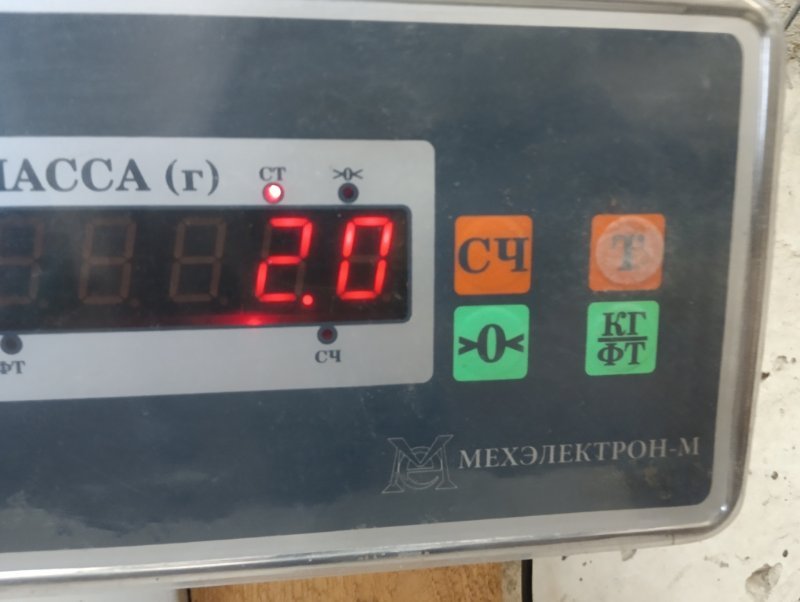 МАССА (г)
СТ
>0<
2.0
ФТ
СЧ
СЧ
Т
>0<
КГ
ФТ
МЕХЭЛЕКТРОН-М